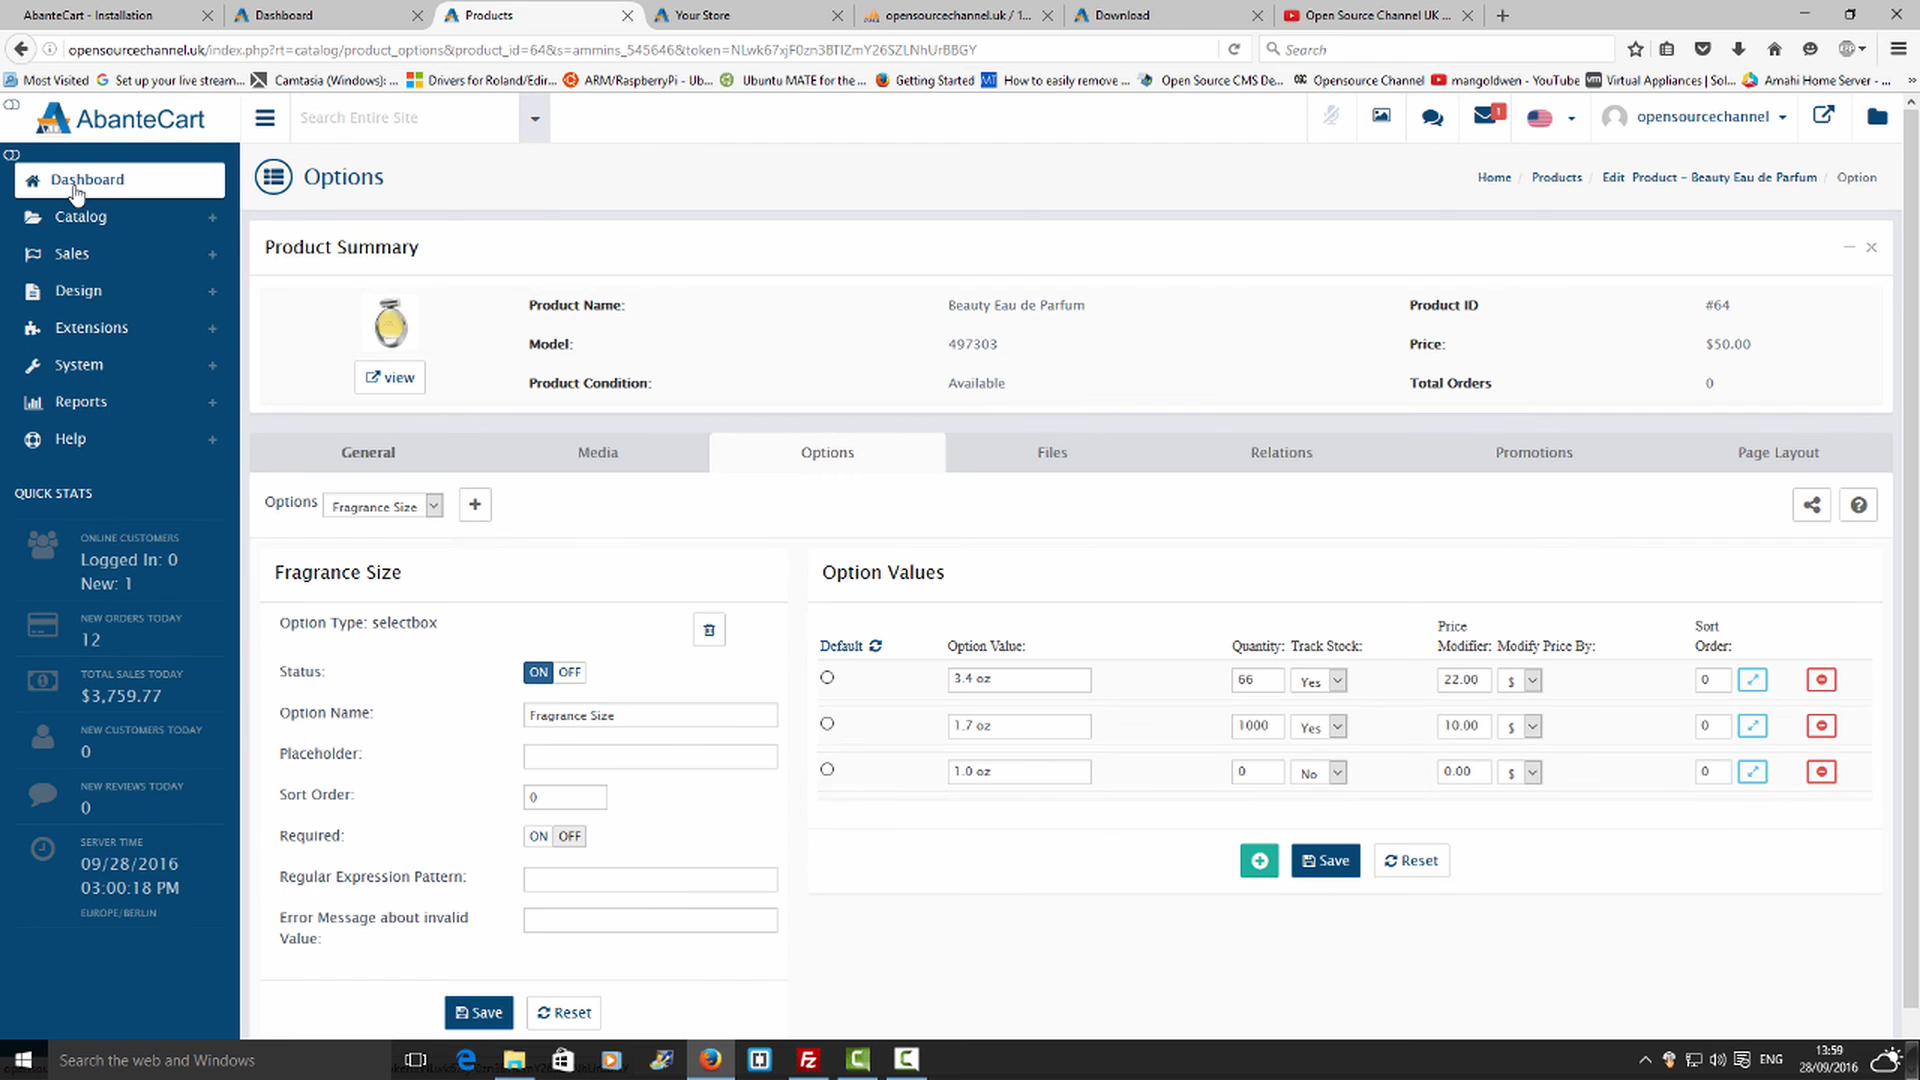 AbanteCart - Installation
Dashboard
Products
Your Store
opensourcechannel.uk / 1...
Download
Open Source Channel UK ...
opensourcechannel.uk/index.php?rt=catalog/product_options&product_id=64&s=ammins_545646&token=NLwk67xjF0zn3BTIZmY26SZLNhUrBBGY
Search
Most Visited
Set up your live stream...
Camtasia (Windows): ...
Drivers for Roland/Edir...
ARM/RaspberryPi - Ub...
Ubuntu MATE for the ...
Getting Started
How to easily remove ...
Open Source CMS De...
Opensource Channel
mangoldwen - YouTube
Virtual Appliances | Sol...
Amahi Home Server - ...
AbanteCart
Search Entire Site
1
opensourcechannel
Dashboard
Catalog
Sales
Design
Extensions
System
Reports
Help
QUICK STATS
ONLINE CUSTOMERS
Logged In: 0
New: 1
NEW ORDERS TODAY
12
TOTAL SALES TODAY
$3,759.77
NEW CUSTOMERS TODAY
0
NEW REVIEWS TODAY
0
SERVER TIME
09/28/2016
03:00:18 PM
EUROPE/BERLIN
Options
Home / Products / Edit Product - Beauty Eau de Parfum / Option
Product Summary
view
Product Name: Beauty Eau de Parfum Product ID #64
Model: 497303 Price: $50.00
Product Condition: Available Total Orders 0
General Media Options Files Relations Promotions Page Layout
Options Fragrance Size
Fragrance Size
Option Type: selectbox
Status: ON OFF
Option Name: Fragrance Size
Placeholder:
Sort Order: 0
Required: ON OFF
Regular Expression Pattern:
Error Message about invalid
Value:
Save Reset
Option Values
Default Option Value: Quantity: Track Stock: Price Modifier: Modify Price By: Sort Order:
3.4 oz 66 Yes 22.00 $ 0
1.7 oz 1000 Yes 10.00 $ 0
1.0 oz 0 No 0.00 $ 0
Save Reset
Search the web and Windows
ENG
13:59
28/09/2016